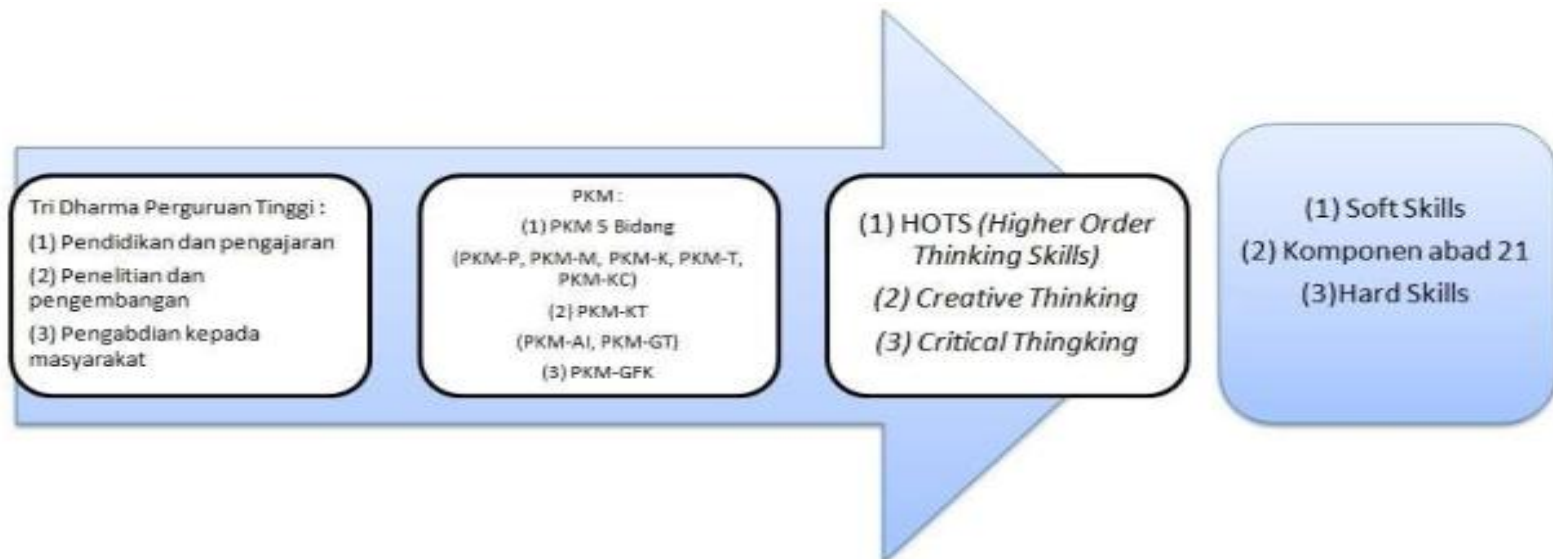 Tri Dharma Perguruan Tinggi :
(1) Pendidikan dan pengajaran
(2) Penelitian dan
pengembangan
(3) Pengabdian kepada
masyarakat
PKM :
(1) PKM 5 Bidang
(PKM-P, PKM-M, PKM-K, PKM-T,
PKM-KC)
(2) PKM-KT
(PKM-AI, PKM-GT)
(3) PKM-GFK
(1) HOTS (Higher Order
Thinking Skills)
(2) Creative Thinking
(3) Critical Thingking
(1) Soft Skills
(2) Komponen abad 21
(3)Hard Skills